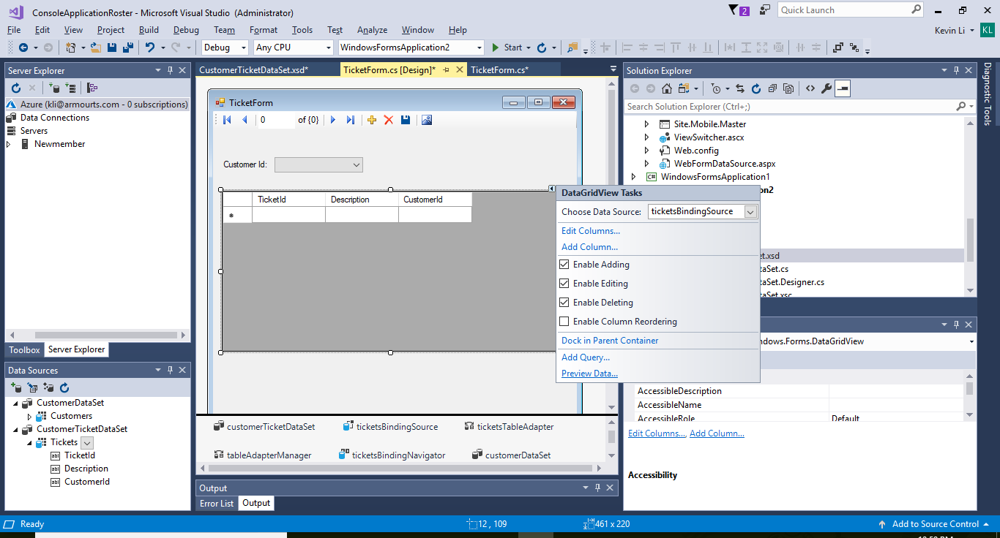 ConsoleApplicationRoster - Microsoft Visual Studio (Administrator)
2
Quick Launch
File Edit View Project Build Debug Team Format Tools Test Analyze Window Help
Kevin Li
KL
Debug Any CPU WindowsFormsApplication2 Start
Server Explorer
Azure (kli@armourts.com - 0 subscriptions)
Data Connections
Servers
Newmember
Toolbox Server Explorer
Data Sources
CustomerDataSet
Customers
CustomerTicketDataSet
Tickets
TicketId
Description
CustomerId
CustomerTicketDataSet.xsd* TicketForm.cs [Design]* TicketForm.cs*
TicketForm
0 of {0}
Customer Id:
TicketId Description CustomerId
DataGridView Tasks
Choose Data Source: ticketsBindingSource
Edit Columns...
Add Column...
Enable Adding
Enable Editing
Enable Deleting
Enable Column Reordering
Dock in Parent Container
Add Query...
Preview Data...
customerTicketDataSet ticketsBindingSource ticketsTableAdapter
tableAdapterManager ticketsBindingNavigator customerDataSet
Output
Error List Output
Solution Explorer
Search Solution Explorer (Ctrl+;)
Site.Mobile.Master
ViewSwitcher.ascx
Web.config
WebFormDataSource.aspx
C# WindowsFormsApplication1
on2
et.xsd
taSet.cs
taSet.Designer.cs
taSet.xsc
ndows.Forms.DataGridView
AccessibleDescription
AccessibleName
AccessibleRole Default
Edit Columns..., Add Column...
Accessibility
Diagnostic Tools
Ready
12 , 109
461 x 220
Add to Source Control